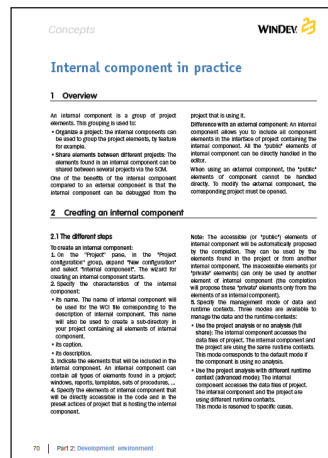 Concepts
WINDEV 23
Internal component in practice
1 Overview
An internal component is a group of project
elements. This grouping is used to:
• Organize a project: the internal components can
be used to group the project elements, by feature
for example.
• Share elements between different projects: The
elements found in an internal component can be
shared between several projects via the SCM.
One of the benefits of the internal component
compared to an external component is that the
internal component can be debugged from the
project that is using it.
Difference with an external component: An internal
component allows you to include all component
elements in the interface of project containing the
internal component. All the "public" elements of
internal component can be directly handled in the
editor.
When using an external component, the "public"
elements of component cannot be handled
directly. To modify the external component, the
corresponding project must be opened.
2 Creating an internal component
2.1 The different steps
To create an internal component:
1. On the "Project" pane, in the "Project
configuration" group, expand "New configuration"
and select "Internal component". The wizard for
creating an internal component starts.
2. Specify the characteristics of the internal
component:
• its name. The name of internal component will
be used for the WCI file corresponding to the
description of internal component. This name
will also be used to create a sub-directory in
your project containing all elements of internal
component.
• its caption.
• its description.
3. Indicate the elements that will be included in the
internal component. An internal component can
contain all types of elements found in a project:
windows, reports, templates, sets of procedures, ...
4. Specify the elements of internal component that
will be directly accessible in the code and in the
preset actions of project that is hosting the internal
component.
Note: The accessible (or "public") elements of
internal component will be automatically proposed
by the completion. They can be used by the
elements found in the project or from another
internal component. The inaccessible elements (or
"private" elements) can only be used by another
element of internal component (the completion
will propose these "private" elements only from the
elements of an internal component).
5. Specify the management mode of data and
runtime contexts. Three modes are available to
manage the data and the runtime contexts:
• Use the project analysis or no analysis (full
share): The internal component accesses the
data files of project. The internal component and
the project are using the same runtime contexts.
This mode corresponds to the default mode if
the component is using no analysis.
• Use the project analysis with different runtime
context (advanced mode): The internal
component accesses the data files of project.
The internal component and the project are
using different runtime contexts.
This mode is reserved to specific cases.
70 Part 2: Development environment